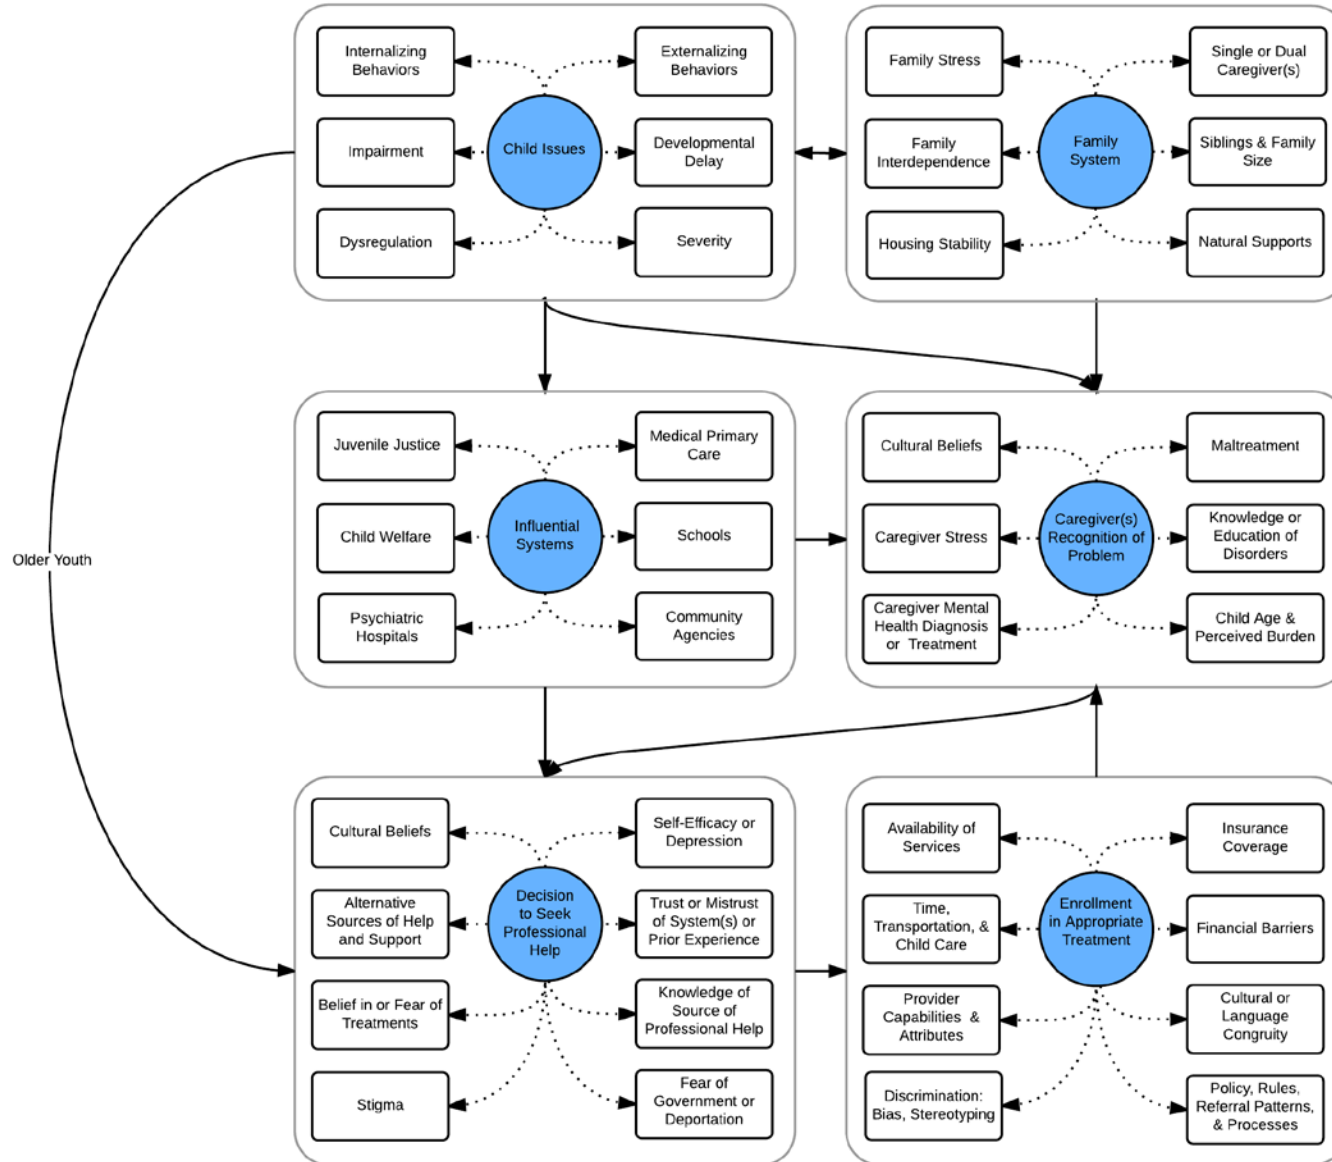 Internalizing
Behaviors
Externalizing
Behaviors
Impairment
Child Issues
Developmental
Delay
Dysregulation
Severity
Family Stress
Single or Dual
Caregiver(s)
Family
Interdependence
Family
System
Siblings & Family
Size
Housing Stability
Natural Supports
Older Youth
Juvenile Justice
Medical Primary
Care
Child Welfare
Influential
Systems
Schools
Psychiatric
Hospitals
Community
Agencies
Cultural Beliefs
Maltreatment
Caregiver Stress
Caregiver(s)
Recognition of
Problem
Knowledge or
Education of
Disorders
Caregiver Mental
Health Diagnosis
or Treatment
Child Age &
Perceived Burden
Cultural Beliefs
Self-Efficacy or
Depression
Alternative
Sources of Help
and Support
Decision
to Seek
Professional
Help
Trust or Mistrust
of System(s) or
Prior Experience
Belief in or Fear of
Treatments
Knowledge of
Source of
Professional Help
Stigma
Fear of
Government or
Deportation
Availability of
Services
Insurance
Coverage
Time,
Transportation, &
Child Care
Enrollment
in Appropriate
Treatment
Financial Barriers
Provider
Capabilities &
Attributes
Cultural or
Language
Congruity
Discrimination:
Bias, Stereotyping
Policy, Rules,
Referral Patterns,
& Processes